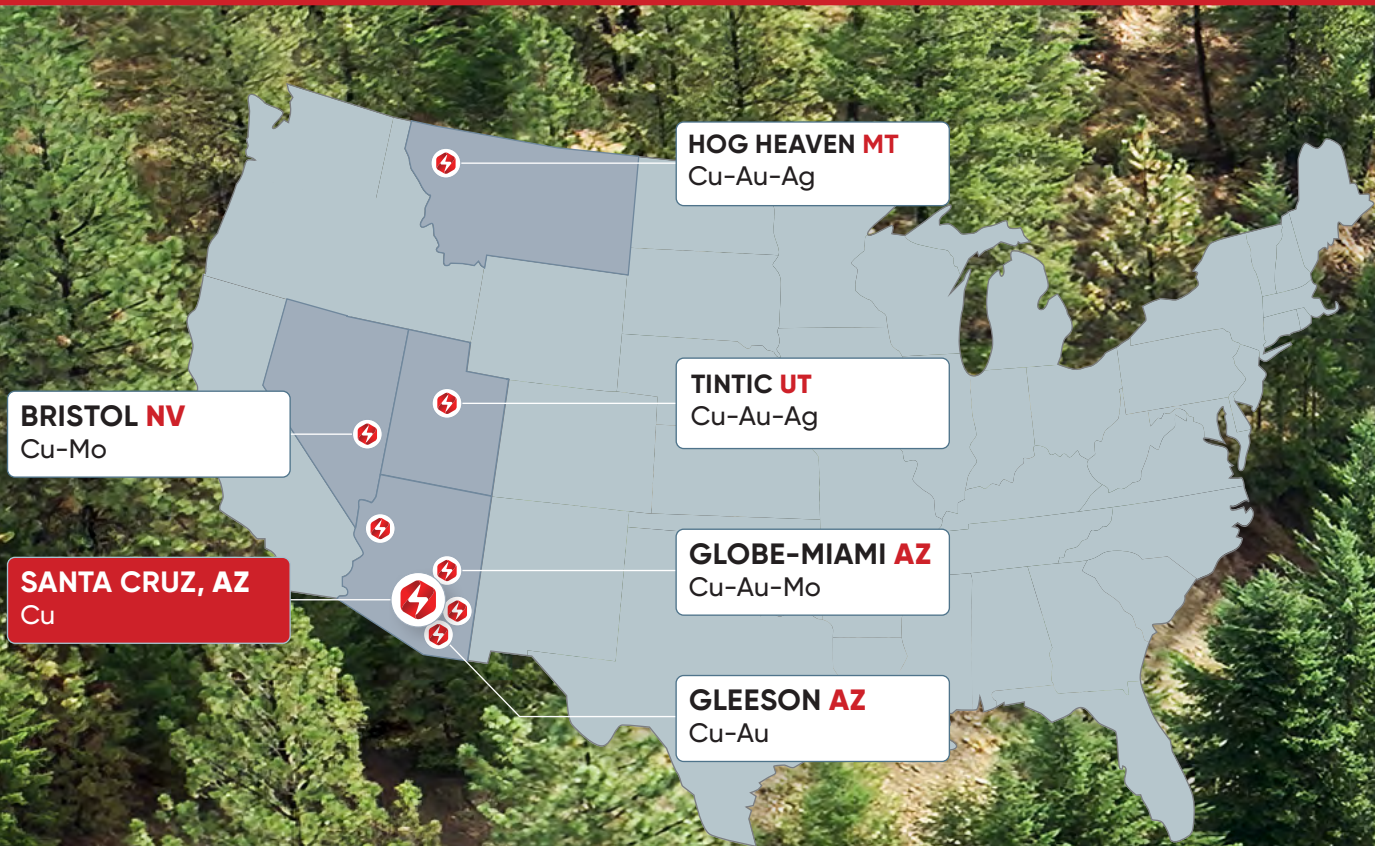 HOG HEAVEN MT
Cu-Au-Ag
TINTIC UT
Cu-Au-Ag
BRISTOL NV
Cu-Mo
GLOBE-MIAMI AZ
Cu-Au-Mo
SANTA CRUZ, AZ
Cu
GLEESON AZ
Cu-Au